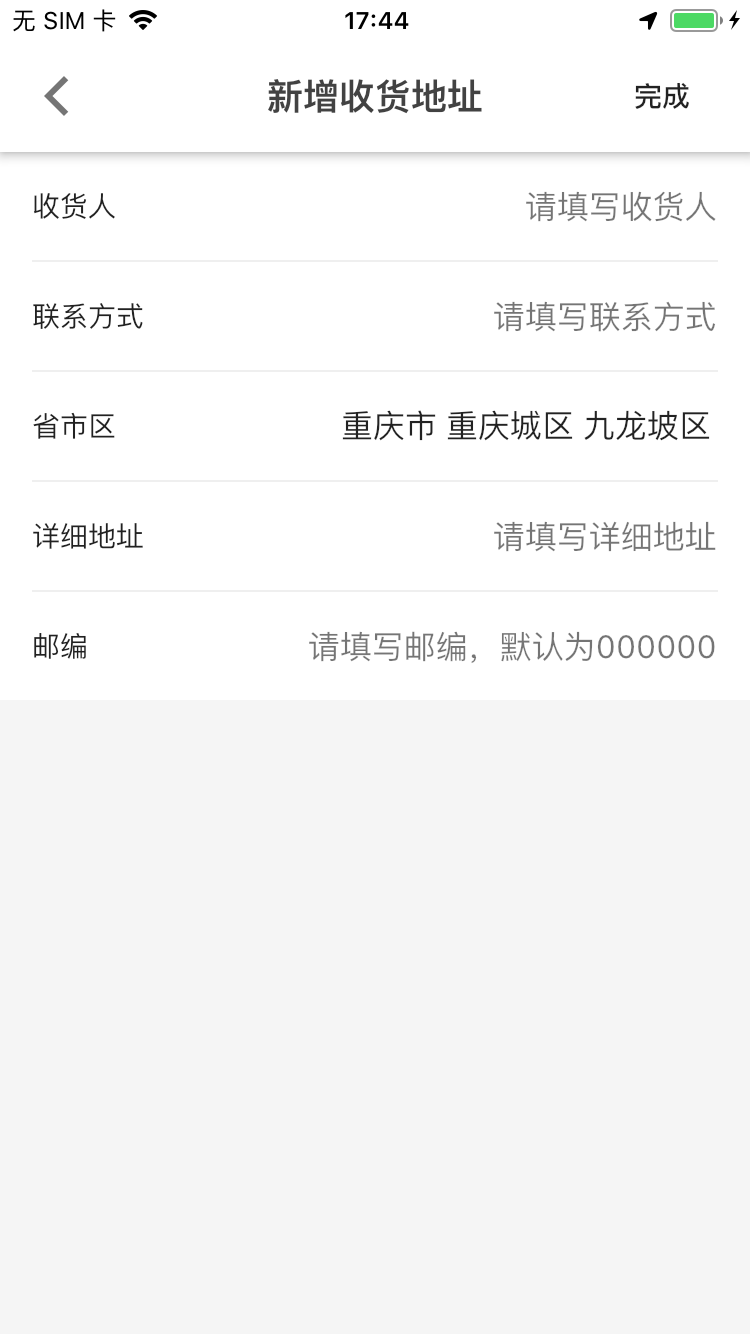 无 SIM 卡 17:44
新增收货地址 完成
收货人 请填写收货人
联系方式 请填写联系方式
省市区 重庆市 重庆城区 九龙坡区
详细地址 请填写详细地址
邮编 请填写邮编，默认为000000